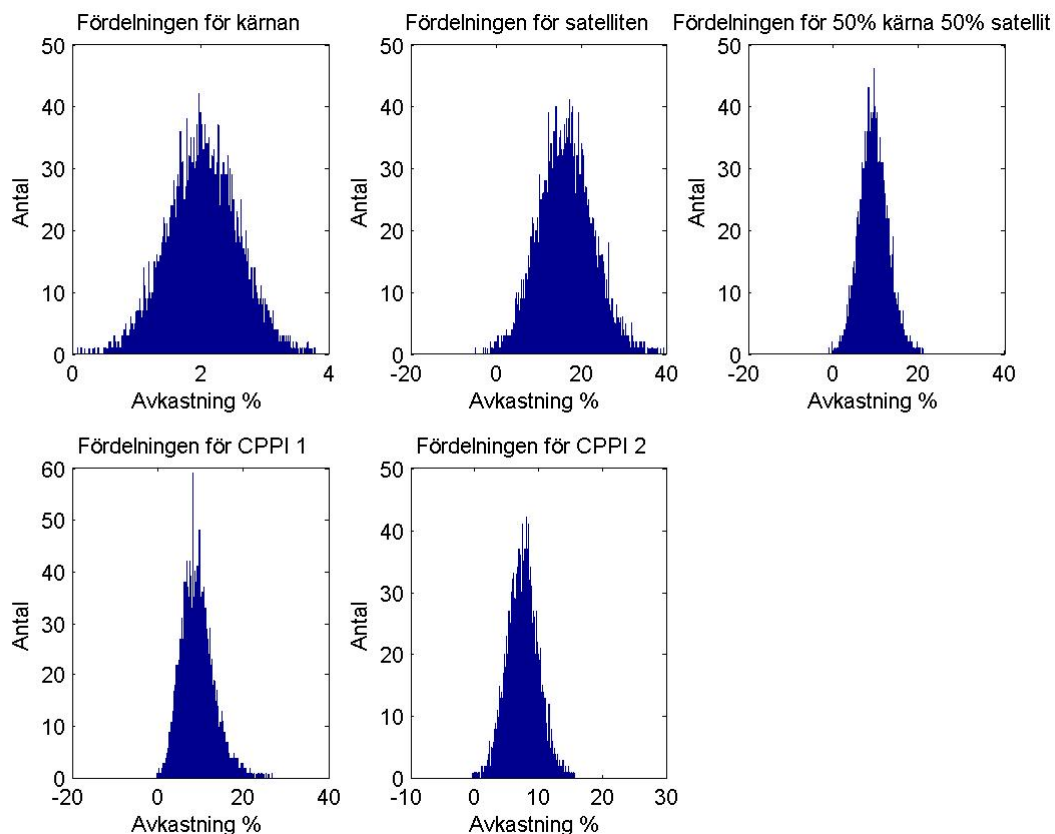 Fördelningen för kärnan
50
40
30
20
10
0
Antal
0 2 4
Avkastning %
Fördelningen för satelliten
50
40
30
20
10
0
Antal
-20 0 20 40
Avkastning %
Fördelningen för 50% kärna 50% satellit
50
40
30
20
10
0
Antal
-20 0 20 40
Avkastning %
Fördelningen för CPPI 1
60
50
40
30
20
10
0
Antal
-20 0 20 40
Avkastning %
Fördelningen för CPPI 2
50
40
30
20
10
0
Antal
-10 0 10 20 30
Avkastning %